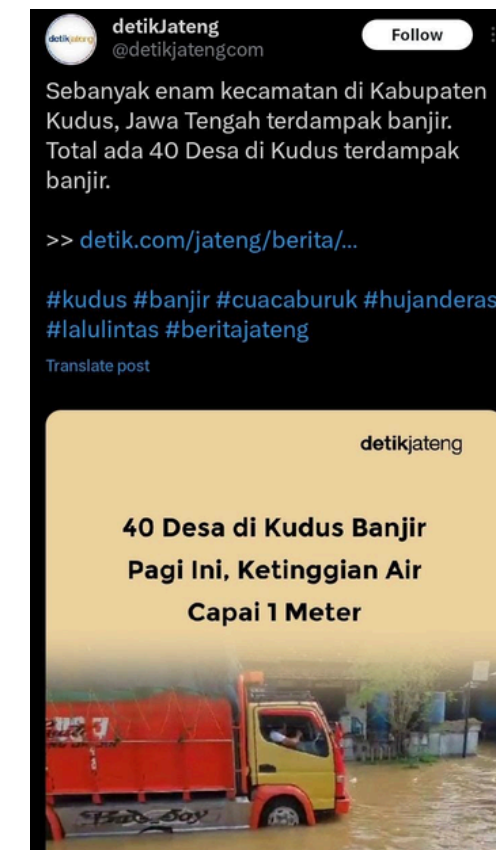 detikjateng
detikJateng
@detikjatengcom
Follow
Sebanyak enam kecamatan di Kabupaten
Kudus, Jawa Tengah terdampak banjir.
Total ada 40 Desa di Kudus terdampak
banjir.
>> detik.com/jateng/berita/...
#kudus #banjir #cuacaburuk #hujanderas
#lalulintas #beritajateng
Translate post
detikjateng
40 Desa di Kudus Banjir
Pagi Ini, Ketinggian Air
Capai 1 Meter